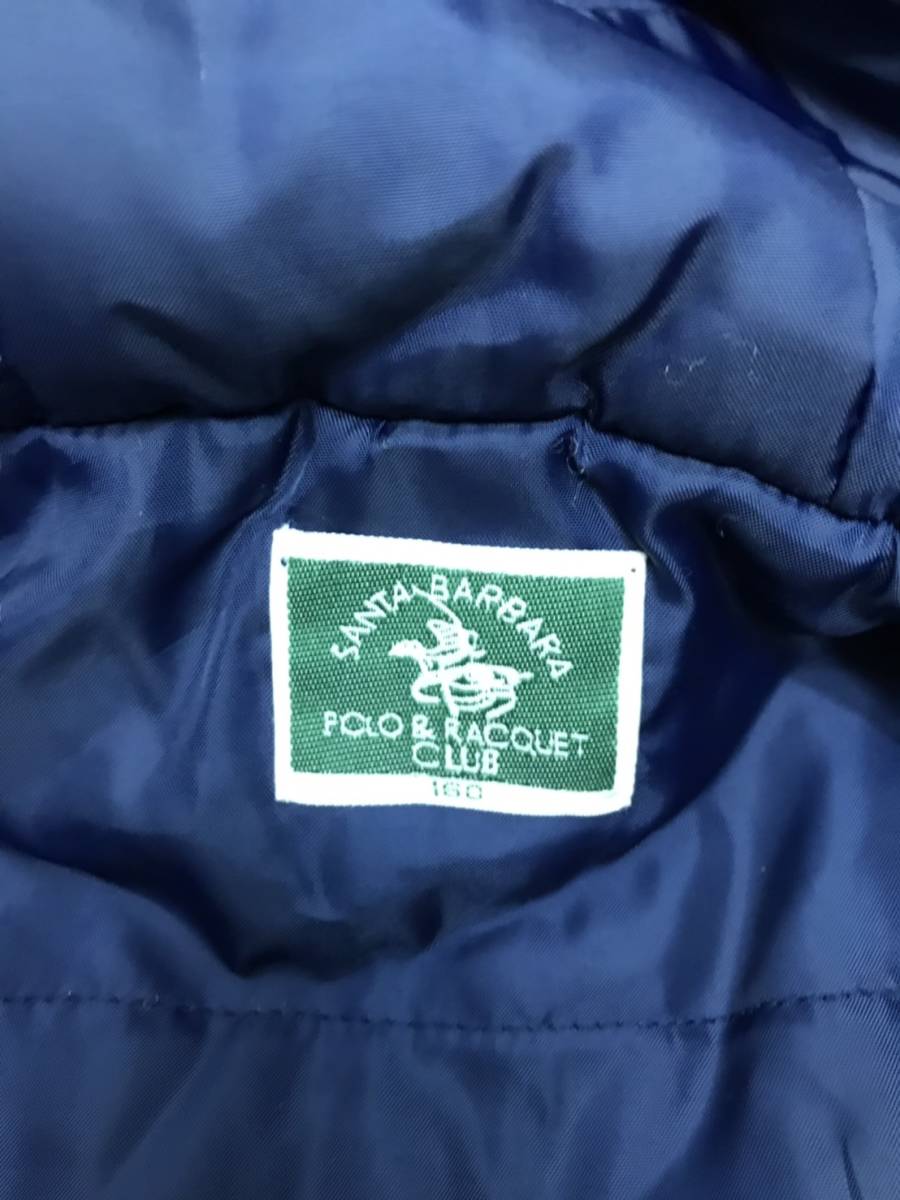 SANTA BARBARA
POLO & RACQUET
CLUB
160